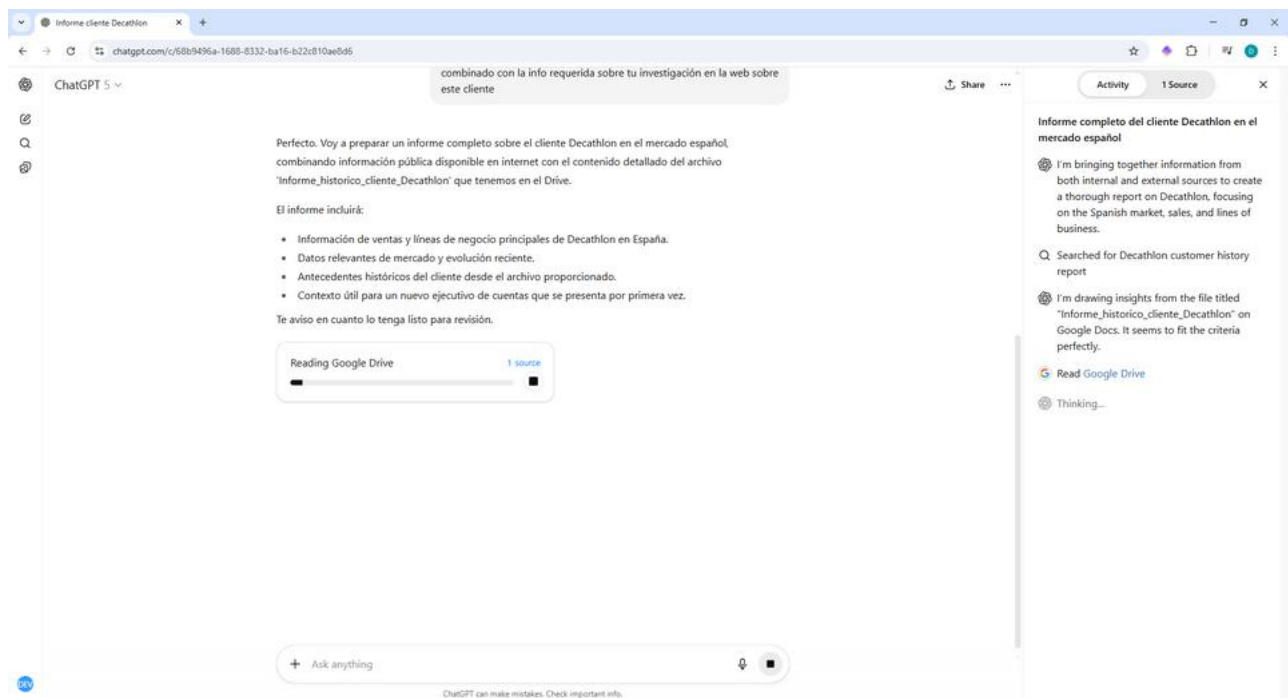 Informe cliente Decathlon
chatgpt.com/c/68b9496a-1688-8332-ba16-b22c810ae8d6
ChatGPT 5
combinado con la info requerida sobre tu investigación en la web sobre
este cliente
Share
Perfecto. Voy a preparar un informe completo sobre el cliente Decathlon en el mercado español,
combinando información pública disponible en internet con el contenido detallado del archivo
'Informe_historico_cliente_Decathlon' que tenemos en el Drive.
El informe incluirá:
• Información de ventas y líneas de negocio principales de Decathlon en España.
• Datos relevantes de mercado y evolución reciente.
• Antecedentes históricos del cliente desde el archivo proporcionado.
• Contexto útil para un nuevo ejecutivo de cuentas que se presenta por primera vez.
Te aviso en cuanto lo tenga listo para revisión.
Reading Google Drive
1 source
Ask anything
ChatGPT can make mistakes. Check important info.
DEV
Activity
1 Source
Informe completo del cliente Decathlon en el
mercado español
I'm bringing together information from
both internal and external sources to create
a thorough report on Decathlon, focusing
on the Spanish market, sales, and lines of
business.
Searched for Decathlon customer history
report
I'm drawing insights from the file titled
"Informe_historico_cliente_Decathlon" on
Google Docs. It seems to fit the criteria
perfectly.
Read Google Drive
Thinking...